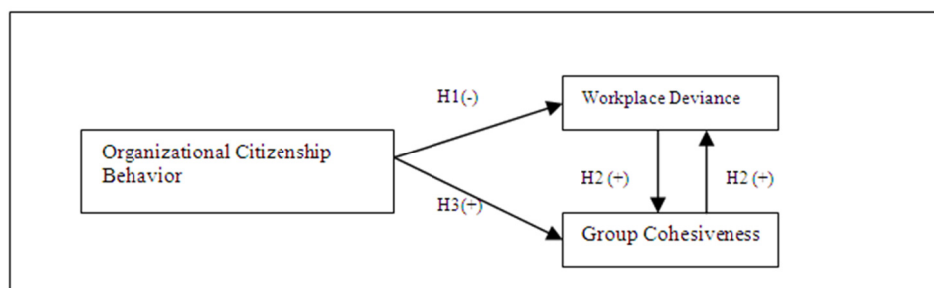 H1(-)
Workplace Deviance
Organizational Citizenship
Behavior
H2 (+)
H2 (+)
H3(+)
Group Cohesiveness